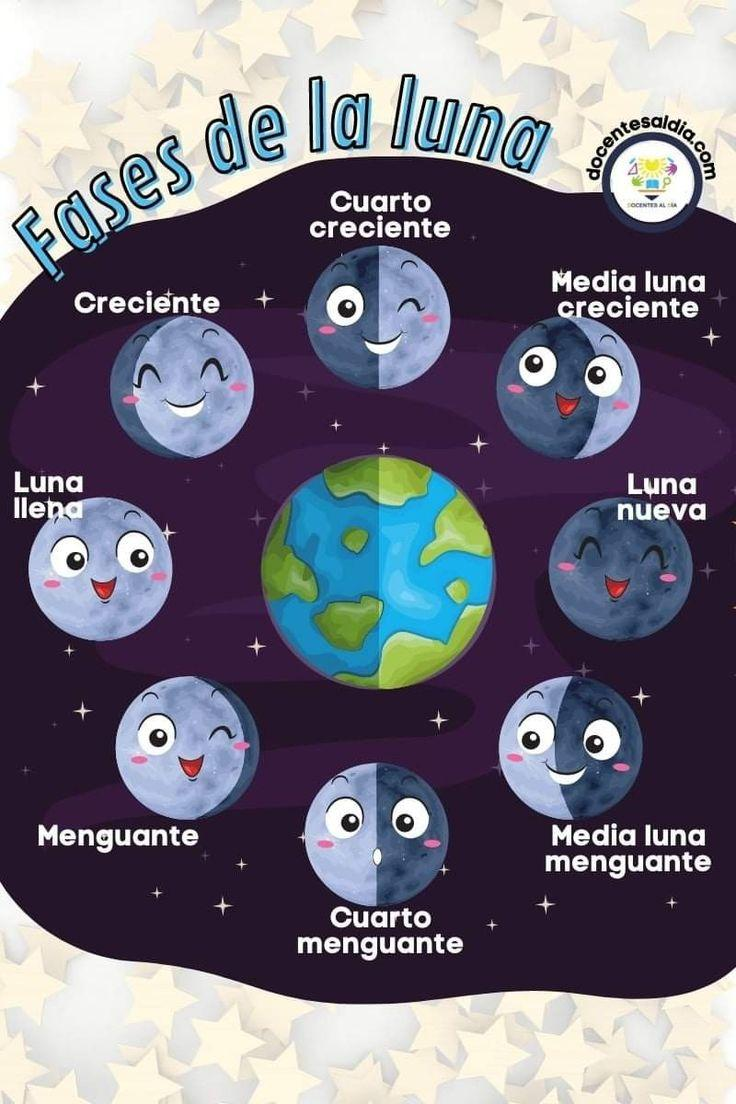 Fases de la luna
docentesaldia.com
DOCENTES AL DÍA
Cuarto
creciente
Media luna
creciente
Creciente
Luna
llena
Luna
nueva
Menguante
Media luna
menguante
Cuarto
menguante